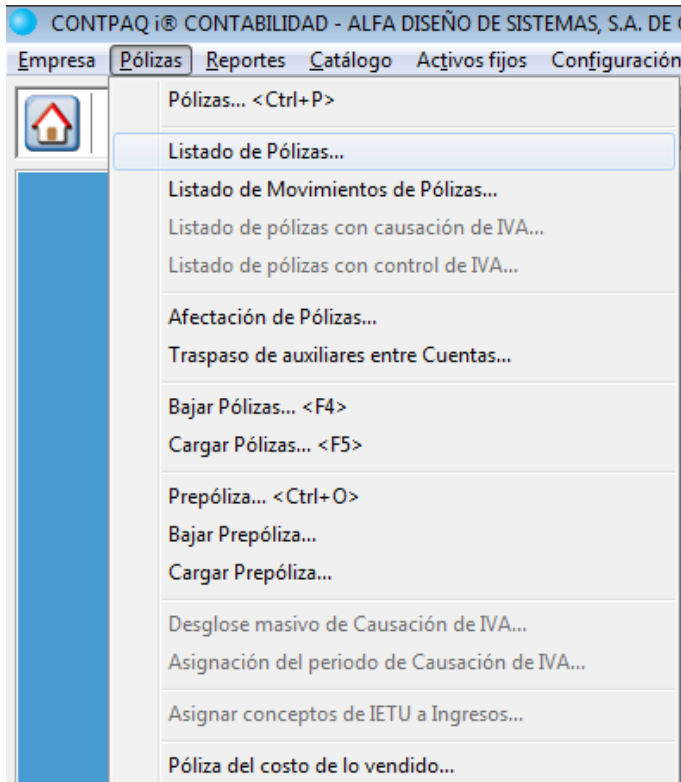 CONTPAQ i® CONTABILIDAD - ALFA DISEÑO DE SISTEMAS, S.A. DE
Empresa Pólizas Reportes Catálogo Activos fijos Configuración
Pólizas... <Ctrl+P>
Listado de Pólizas...
Listado de Movimientos de Pólizas...
Listado de pólizas con causación de IVA...
Listado de pólizas con control de IVA...
Afectación de Pólizas...
Traspaso de auxiliares entre Cuentas...
Bajar Pólizas... <F4>
Cargar Pólizas... <F5>
Prepóliza... <Ctrl+O>
Bajar Prepóliza...
Cargar Prepóliza...
Desglose masivo de Causación de IVA...
Asignación del periodo de Causación de IVA...
Asignar conceptos de IETU a Ingresos...
Póliza del costo de lo vendido...